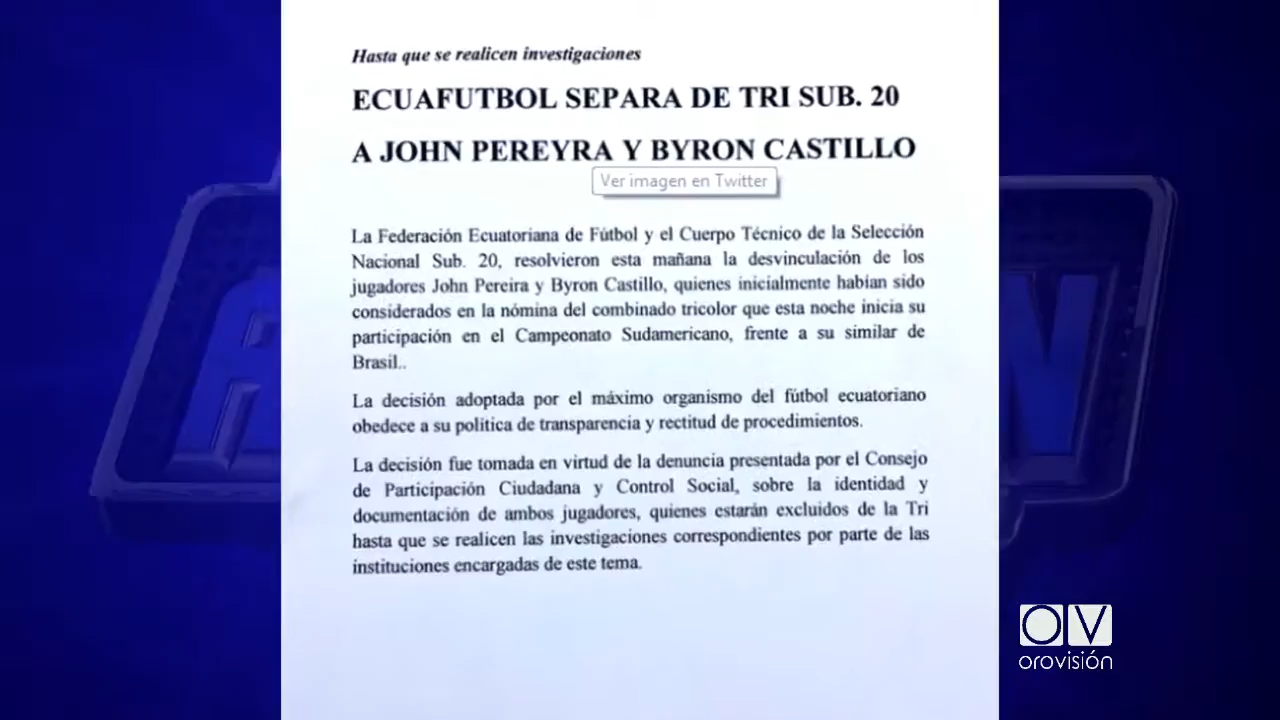 Hasta que se realicen investigaciones
ECUAFUTBOL SEPARA DE TRI SUB. 20
A JOHN PEREYRA Y BYRON CASTILLO
Ver imagen en Twitter
La Federación Ecuatoriana de Fútbol y el Cuerpo Técnico de la Selección
Nacional Sub. 20, resolvieron esta mañana la desvinculación de los
jugadores John Pereira y Byron Castillo, quienes inicialmente habían sido
considerados en la nómina del combinado tricolor que esta noche inicia su
participación en el Campeonato Sudamericano, frente a su similar de
Brasil..
La decisión adoptada por el máximo organismo del fútbol ecuatoriano
obedece a su política de transparencia y rectitud de procedimientos.
La decisión fue tomada en virtud de la denuncia presentada por el Consejo
de Participación Ciudadana y Control Social, sobre la identidad y
documentación de ambos jugadores, quienes estarán excluidos de la Tri
hasta que se realicen las investigaciones correspondientes por parte de las
instituciones encargadas de este tema.
OV
orovisión